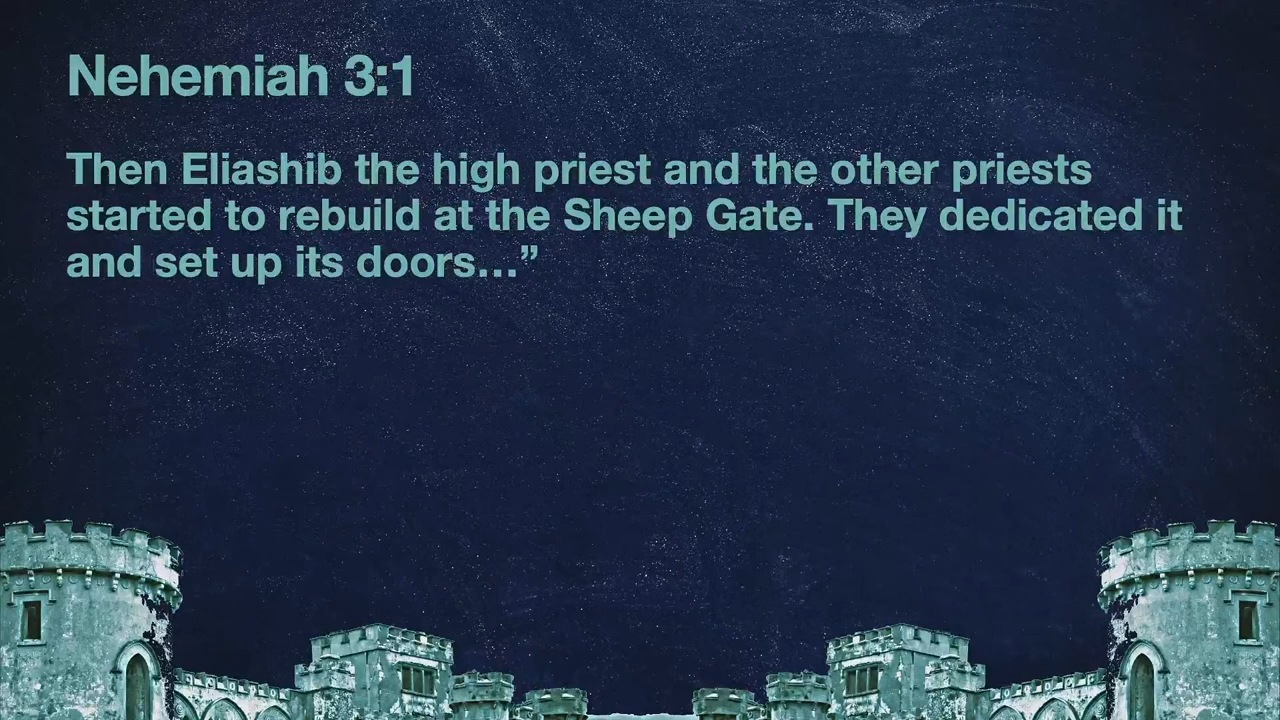 Nehemiah 3:1
Then Eliashib the high priest and the other priests
started to rebuild at the Sheep Gate. They dedicated it
and set up its doors…”